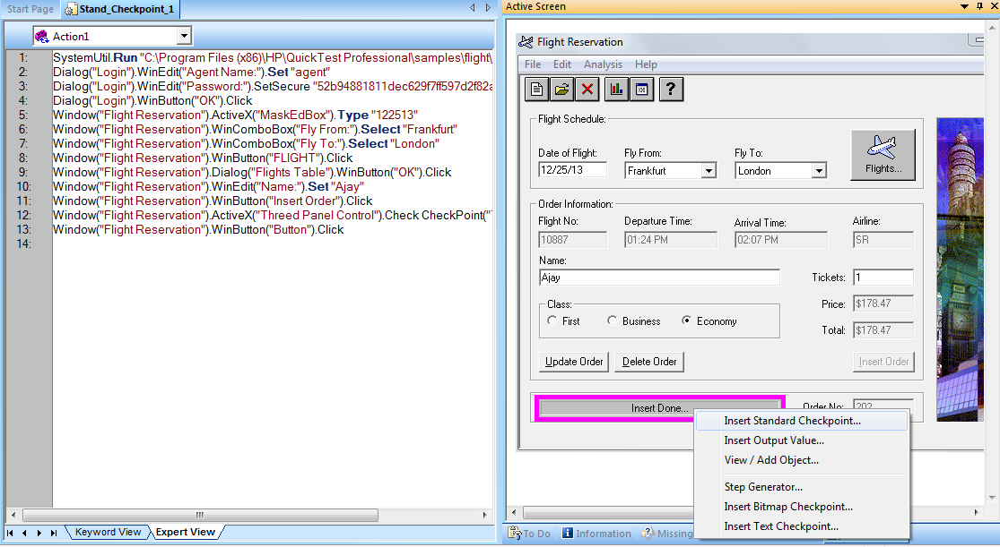 Start Page Stand_Checkpoint_1
Action1
1: SystemUtil.Run "C:\Program Files (x86)\HP\QuickTest Professional\samples\flight\
2: Dialog("Login").WinEdit("Agent Name:").Set "agent"
3: Dialog("Login").WinEdit("Password:").SetSecure "52b94881811dec629f7ff597d2f82a
4: Dialog("Login").WinButton("OK").Click
5: Window("Flight Reservation").ActiveX("MaskEdBox").Type "122513"
6: Window("Flight Reservation").WinComboBox("Fly From:").Select "Frankfurt"
7: Window("Flight Reservation").WinComboBox("Fly To:").Select "London"
8: Window("Flight Reservation").WinButton("FLIGHT").Click
9: Window("Flight Reservation").Dialog("Flights Table").WinButton("OK").Click
10: Window("Flight Reservation").WinEdit("Name:").Set "Ajay"
11: Window("Flight Reservation").WinButton("Insert Order").Click
12: Window("Flight Reservation").ActiveX("Threed Panel Control").Check CheckPoint("
13: Window("Flight Reservation").WinButton("Button").Click
14:
Keyword View Expert View
Active Screen
Flight Reservation
File Edit Analysis Help
?
Flight Schedule:
Date of Flight: Fly From: Fly To:
12/25/13 Frankfurt London
Flights...
Order Information:
Flight No: Departure Time: Arrival Time: Airline:
10887 01:24 PM 02:07 PM SR
Name:
Ajay Tickets: 1
Class: Price: $178.47
First Business Economy
Total: $178.47
Update Order Delete Order Insert Order
Insert Done... Order No: 202
Insert Standard Checkpoint...
Insert Output Value...
View / Add Object...
Step Generator...
Insert Bitmap Checkpoint...
Insert Text Checkpoint...
To Do Information Missing